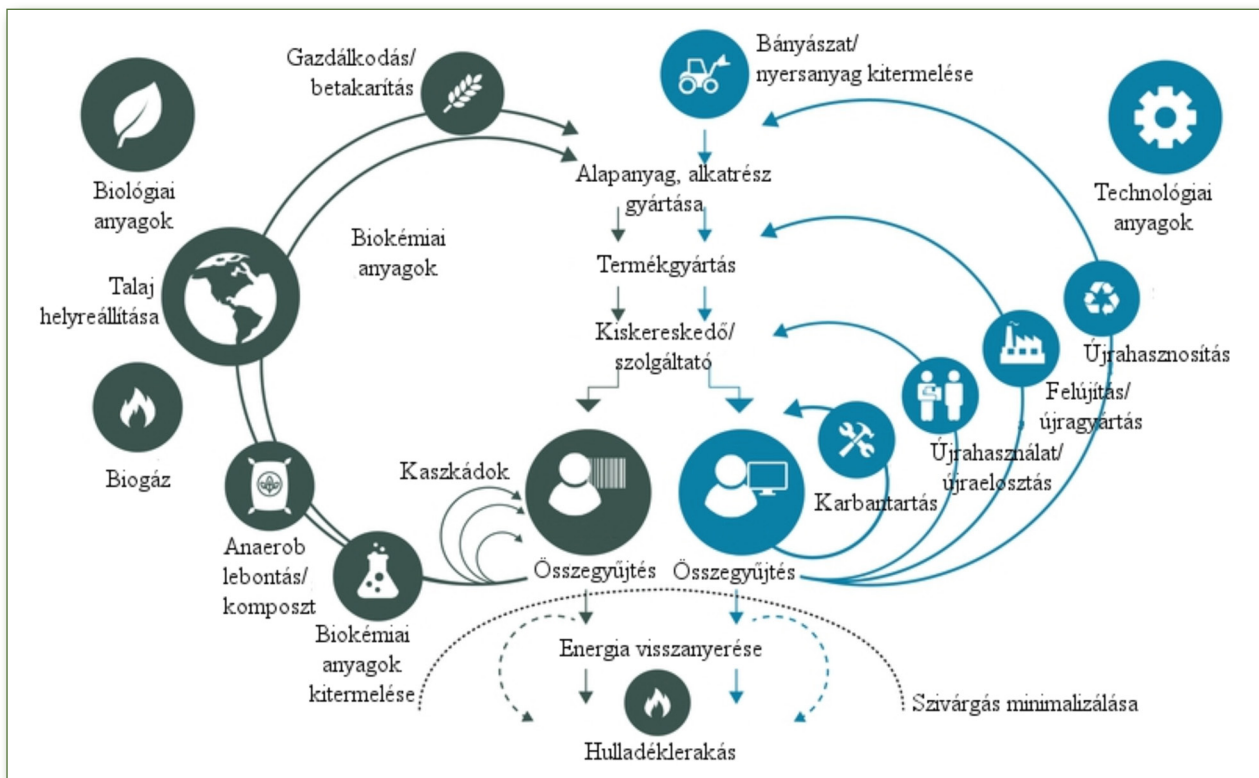 Gazdálkodás/
betakarítás
Bányászat/
nyersanyag kitermelése
Biológiai
anyagok
Alapanyag, alkatrész
gyártása
Technológiai
anyagok
Biokémiai
anyagok
Termékgyártás
Talaj
helyreállítása
Kiskereskedő/
szolgáltató
Újrahasznosítás
Felújítás/
újragyártás
Biogáz
Kaszkádok
Újrahasználat/
újraelosztás
Karbantartás
Anaerob
lebontás/
komposzt
Összegyűjtés
Összegyűjtés
Biokémiai
anyagok
kitermelése
Energia visszanyerése
Szivárgás minimalizálása
Hulladéklerakás